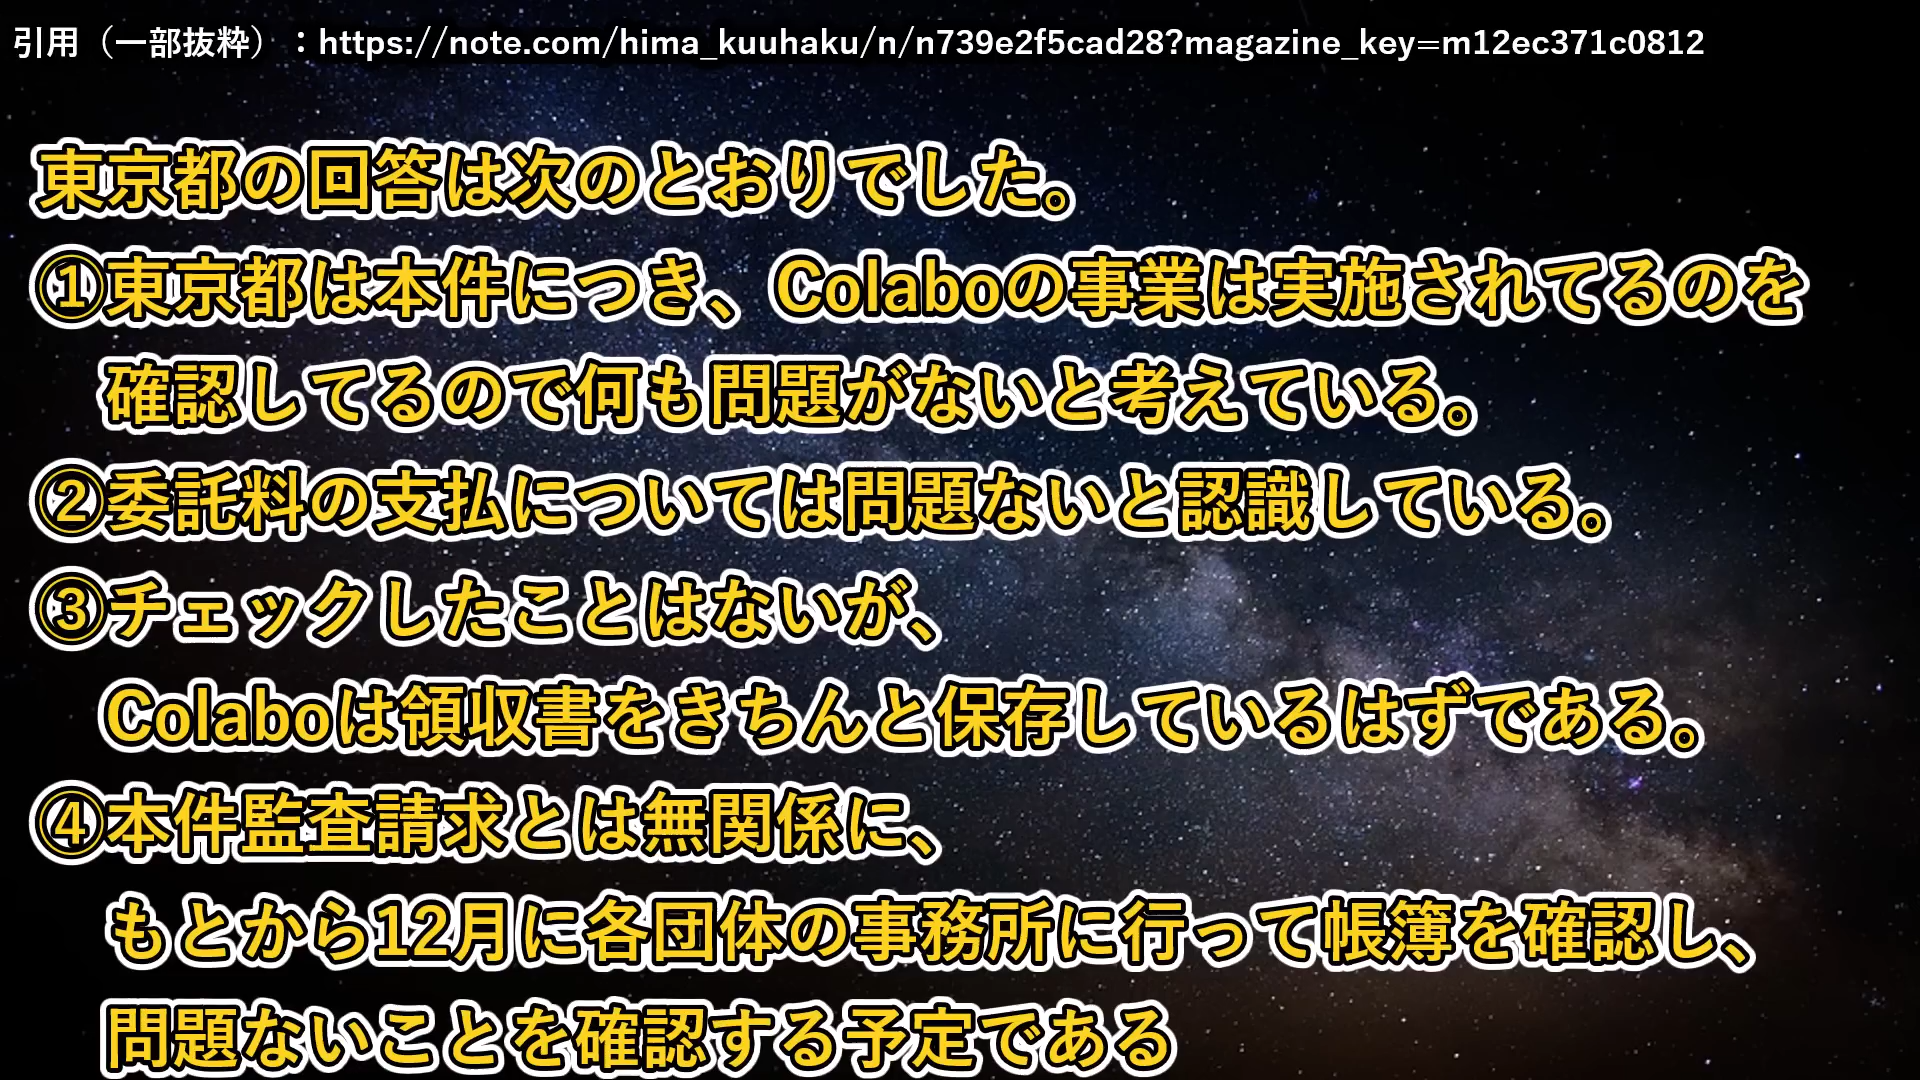 引用（一部抜粋）：https://note.com/hima_kuuhaku/n/n739e2f5cad28?magazine_key=m12ec371c0812
東京都の回答は次のとおりでした。
①東京都は本件につき、Colaboの事業は実施されてるのを
確認してるので何も問題がないと考えている。
②委託料の支払については問題ないと認識している。
③チェックしたことはないが、
Colaboは領収書をきちんと保存しているはずである。
④本件監査請求とは無関係に、
もとから12月に各団体の事務所に行って帳簿を確認し、
問題ないことを確認する予定である